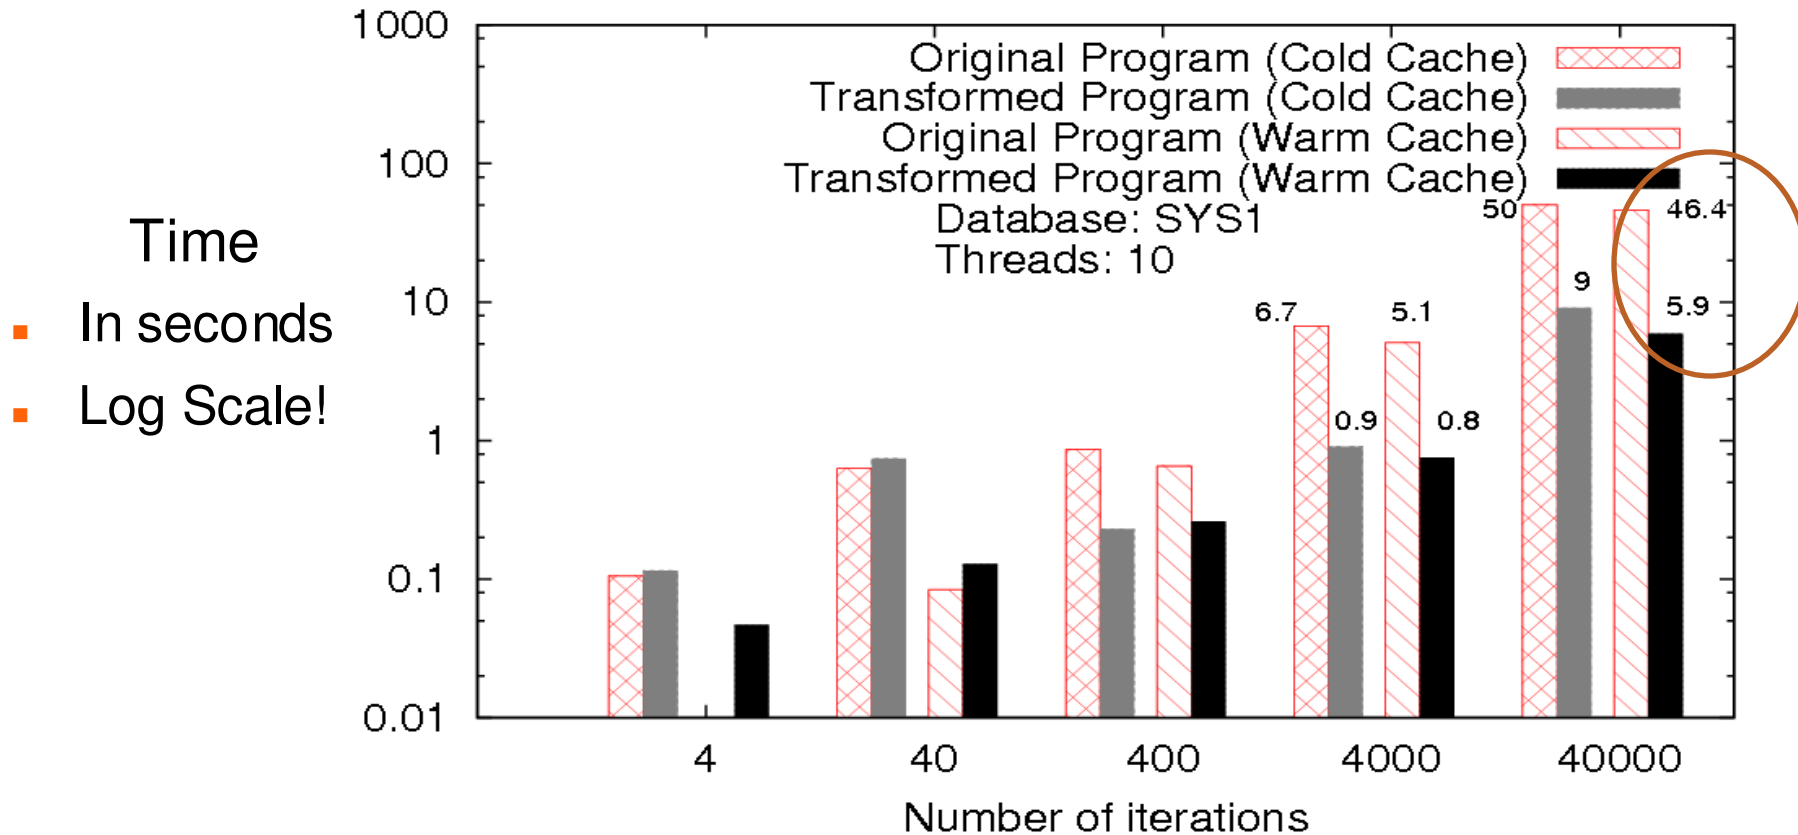 Time
▪ In seconds
▪ Log Scale!
1000
100
10
1
0.1
0.01
Original Program (Cold Cache)
Transformed Program (Cold Cache)
Original Program (Warm Cache)
Transformed Program (Warm Cache)
Database: SYS1
Threads: 10
50
46.4
9
5.9
6.7
5.1
0.9
0.8
4
40
400
4000
40000
Number of iterations